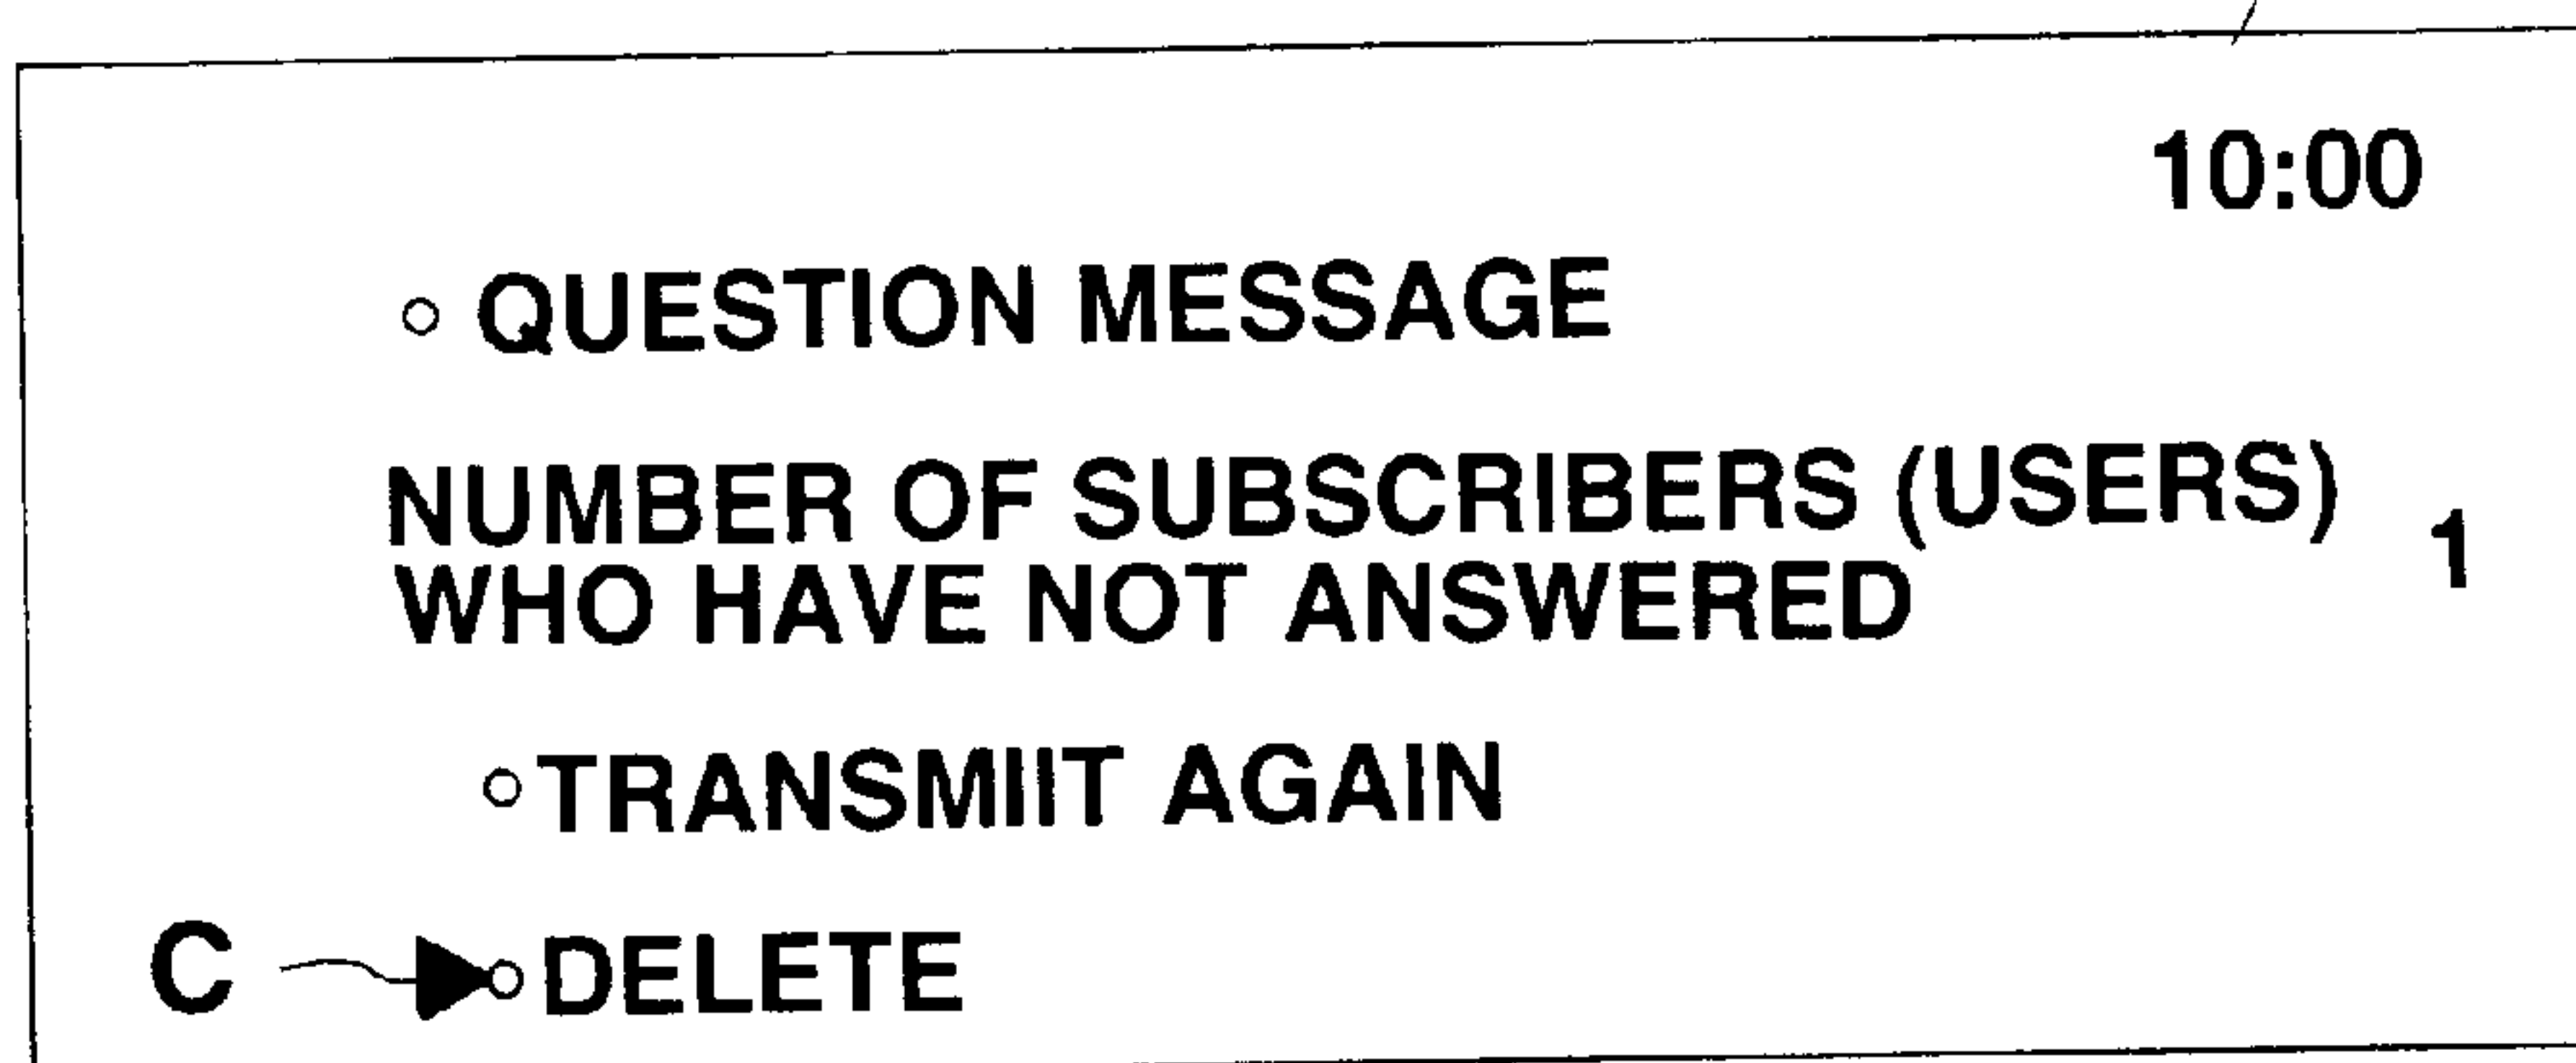 10:00
○ QUESTION MESSAGE
NUMBER OF SUBSCRIBERS (USERS)
WHO HAVE NOT ANSWERED 1
○ TRANSMIIT AGAIN
C ○ DELETE